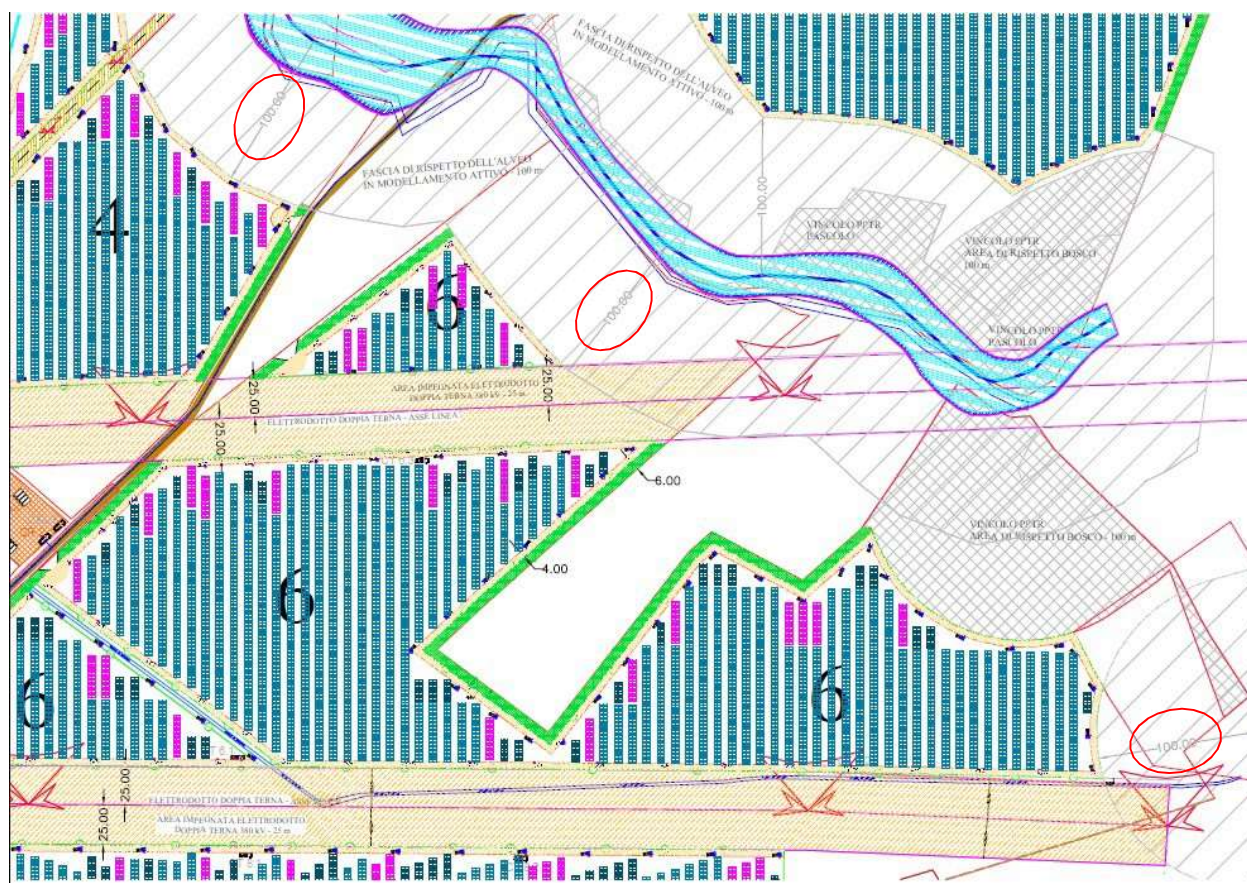 FASCIA DI RISPETTO DELL'ALVEO
IN MODELLAMENTO ATTIVO - 100 m
100.00
FASCIA DI RISPETTO DELL'ALVEO
IN MODELLAMENTO ATTIVO - 100 m
100.00
4
VINCOLO PPTR
PASCOLO
VINCOLO PPTR
AREA DI RISPETTO BOSCO
100 m
6
100.00
VINCOLO PPTR
PASCOLO
25.00
25.00
AREA IMPEGNATA ELETTRODOTTO
DOPPIA TERNA 380 kV - 25 m
ELETTRODOTTO DOPPIA TERNA - ASSE LINEA
25.00
6.00
VINCOLO PPTR
AREA DI RISPETTO BOSCO - 100 m
4.00
6
6
6
100.00
25.00
ELETTRODOTTO DOPPIA TERNA -
25.00
AREA IMPEGNATA ELETTRODOTTO
DOPPIA TERNA 380 kV - 25 m